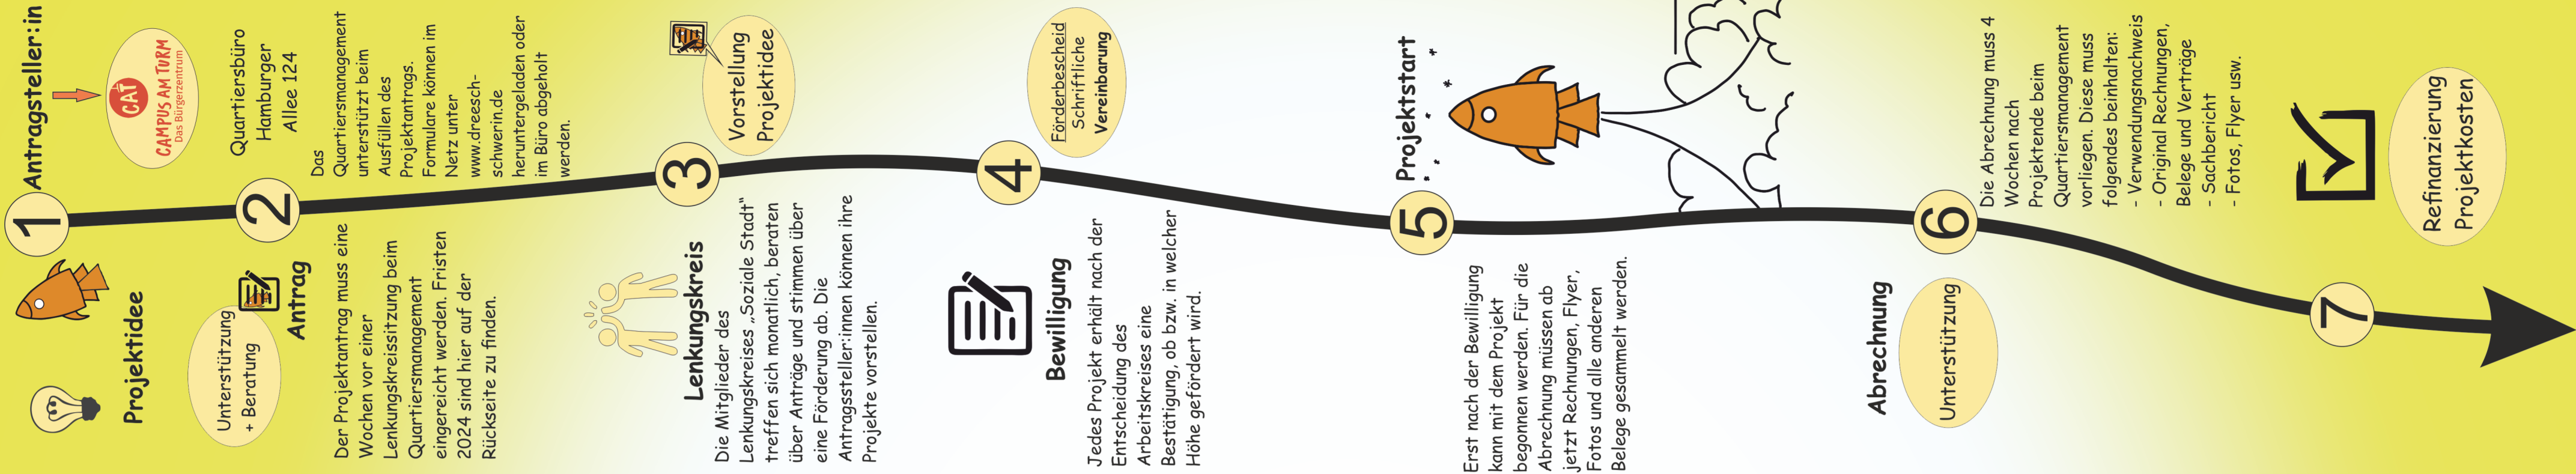 Antragsteller:in
1
CAT
CAMPUS AM TURM
Das Bürgerzentrum
Projektidee
2
Unterstützung
+ Beratung
Antrag
Der Projektantrag muss eine
Wochen vor einer
Lenkungskreissitzung beim
Quartiersmanagement
eingereicht werden. Fristen
2024 sind hier auf der
Rückseite zu finden.
Quartiersbüro
Hamburger
Allee 124
Das
Quartiersmanagement
unterstützt beim
Ausfüllen des
Projektantrags.
Formulare können im
Netz unter
www.dreesch-
schwerin.de
heruntergeladen oder
im Büro abgeholt
werden.
3
Vorstellung
Projektidee
Lenkungskreis
Die Mitglieder des
Lenkungskreises „Soziale Stadt“
treffen sich monatlich, beraten
über Anträge und stimmen über
eine Förderung ab. Die
Antragssteller:innen können ihre
Projekte vorstellen.
4
Förderbescheid
Schriftliche
Vereinbarung
Bewilligung
Jedes Projekt erhält nach der
Entscheidung des
Arbeitskreises eine
Bestätigung, ob bzw. in welcher
Höhe gefördert wird.
Projektstart
5
Erst nach der Bewilligung
kann mit dem Projekt
begonnen werden. Für die
Abrechnung müssen ab
jetzt Rechnungen, Flyer,
Fotos und alle anderen
Belege gesammelt werden.
6
Abrechnung
Unterstützung
Die Abrechnung muss 4
Wochen nach
Projektende beim
Quartiersmanagement
vorliegen. Diese muss
folgendes beinhalten:
- Verwendungsnachweis
- Original Rechnungen,
Belege und Verträge
- Sachbericht
- Fotos, Flyer usw.
7
Refinanzierung
Projektkosten